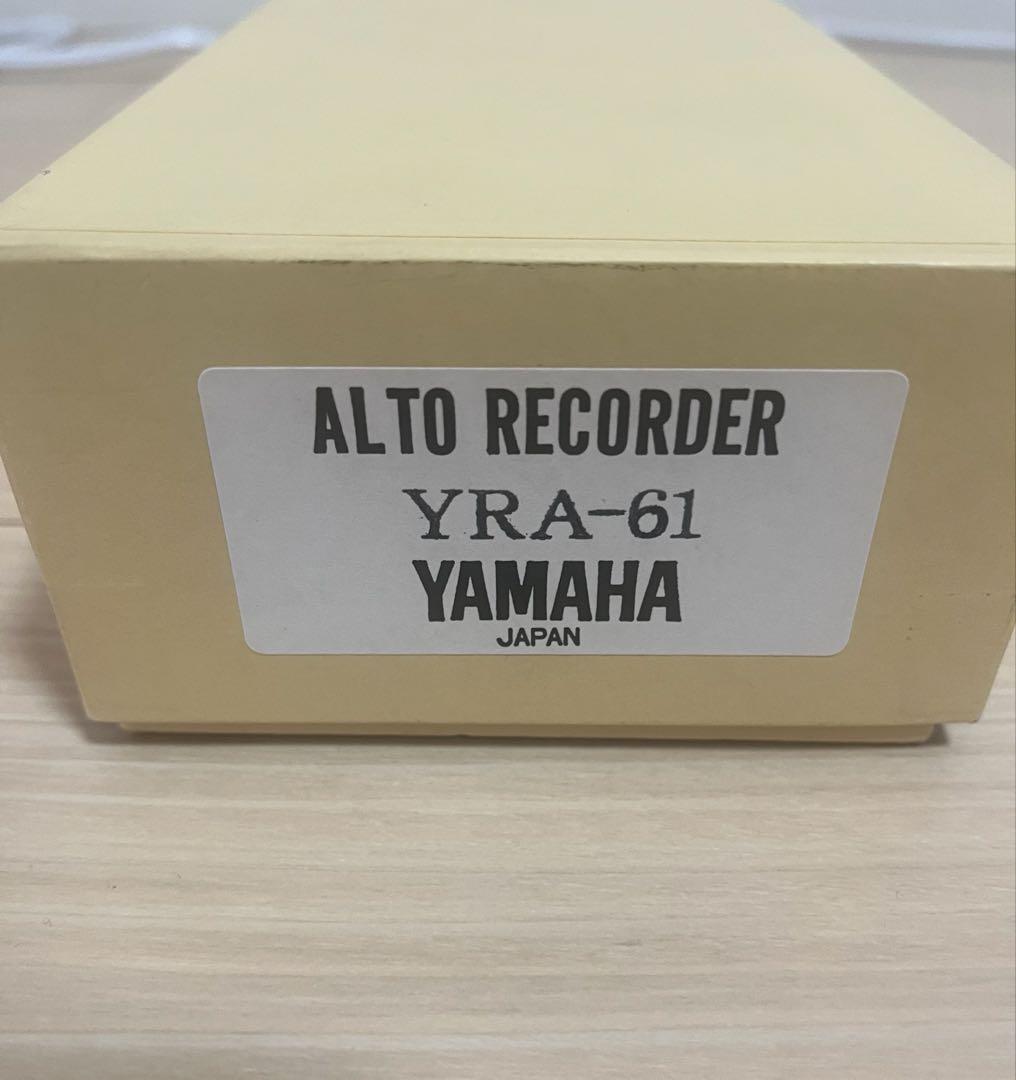 ALTO RECORDER
YRA-61
YAMAHA
JAPAN